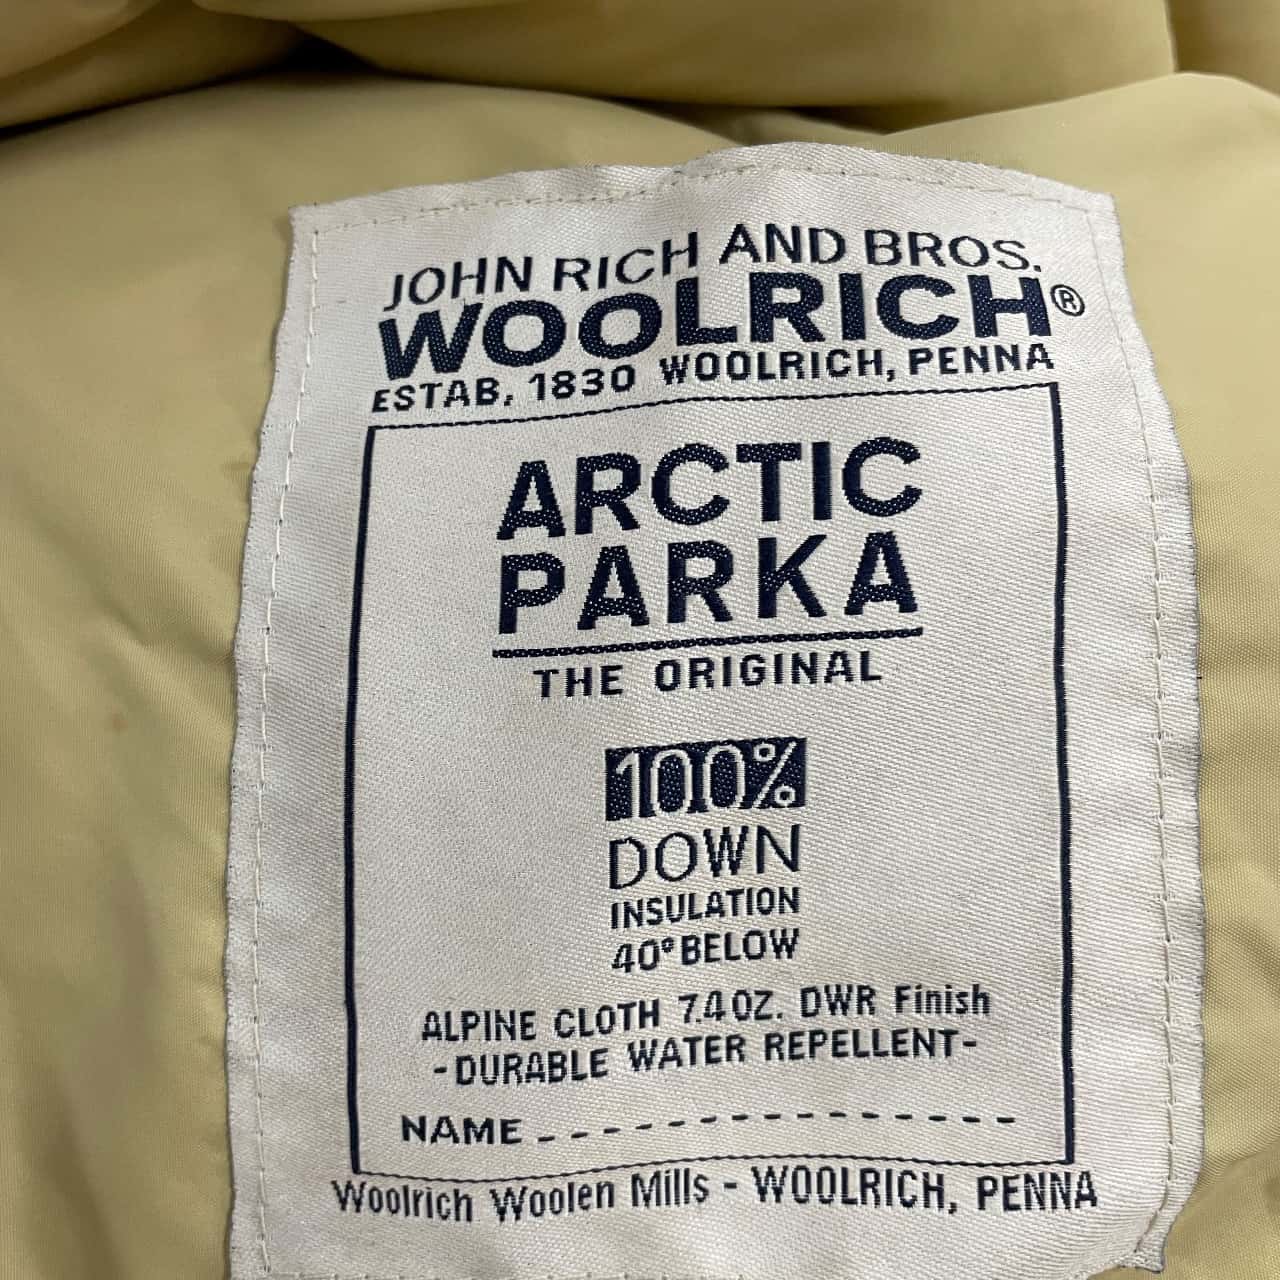 JOHN RICH AND BROS.
WOOLRICH®
ESTAB. 1830 WOOLRICH, PENNA
ARCTIC
PARKA
THE ORIGINAL
100%
DOWN
INSULATION
40° BELOW
ALPINE CLOTH 7.4 OZ. DWR Finish
-DURABLE WATER REPELLENT-
NAME _ _ _ _ _ _ _ _ _ _ _ _ _ _ _
Woolrich Woolen Mills - WOOLRICH, PENNA